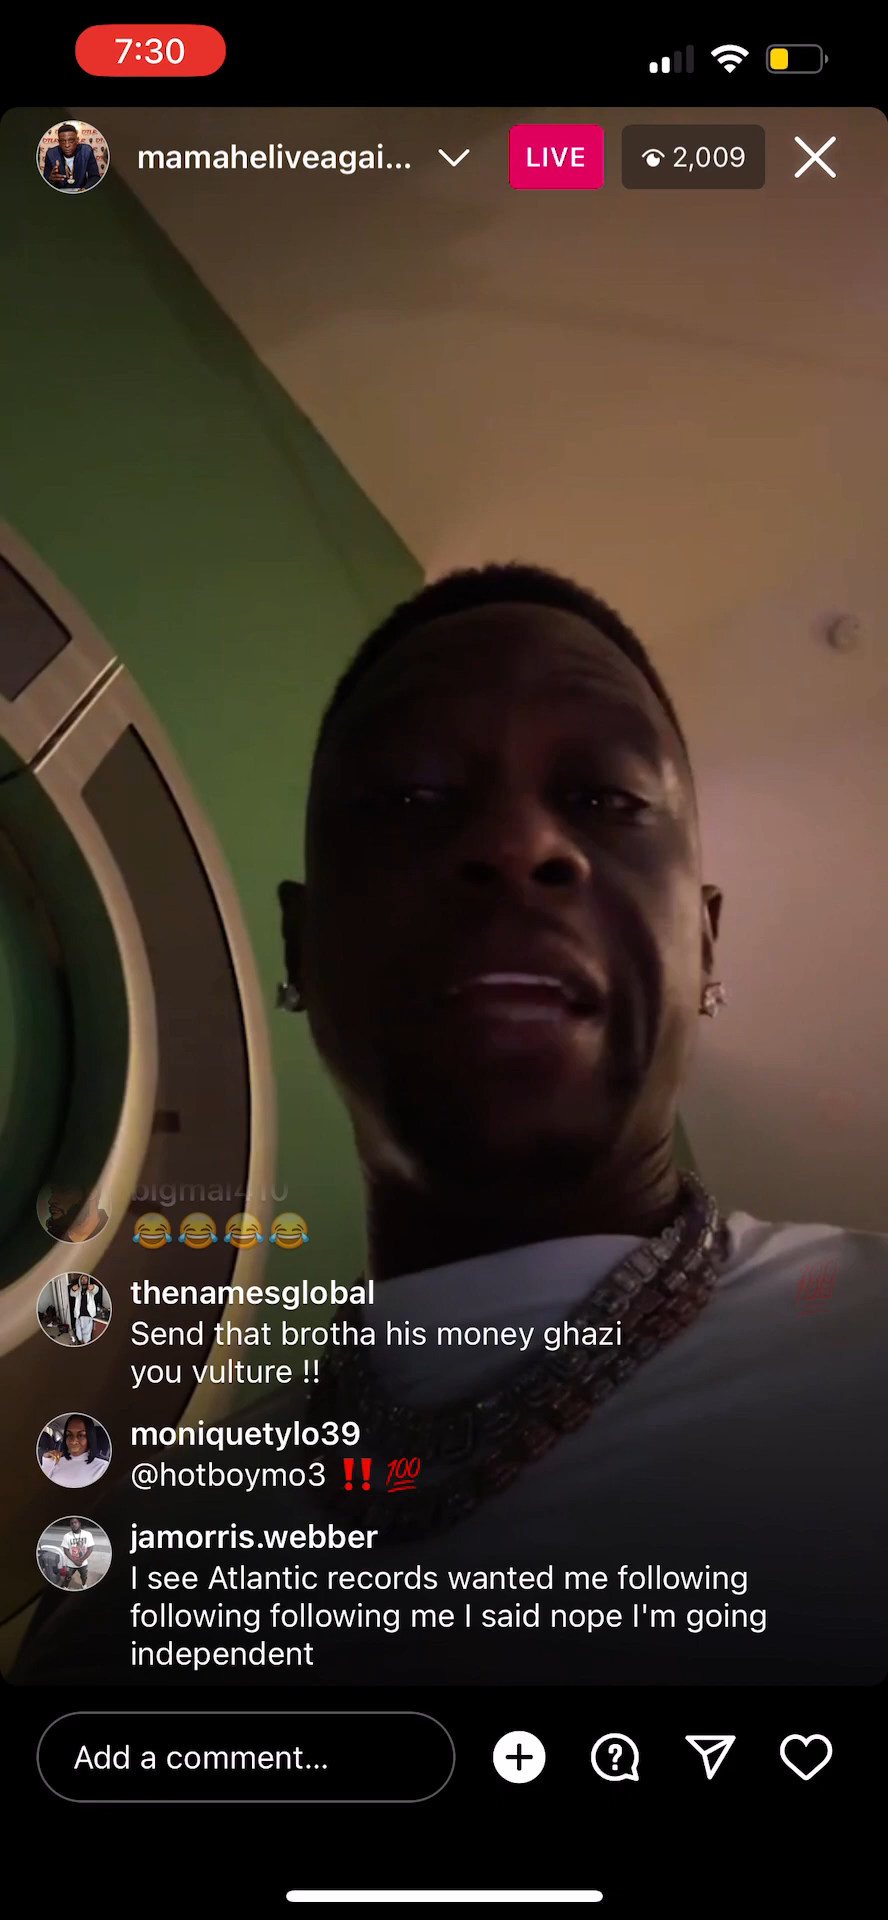 7:30
mamaheliveagai...
LIVE
2,009
bigmal410
😂😂😂😂
thenamesglobal
Send that brotha his money ghazi
you vulture !!
moniquetylo39
@hotboymo3 ‼️ 💯
jamorris.webber
I see Atlantic records wanted me following
following following me I said nope I'm going
independent
Add a comment...